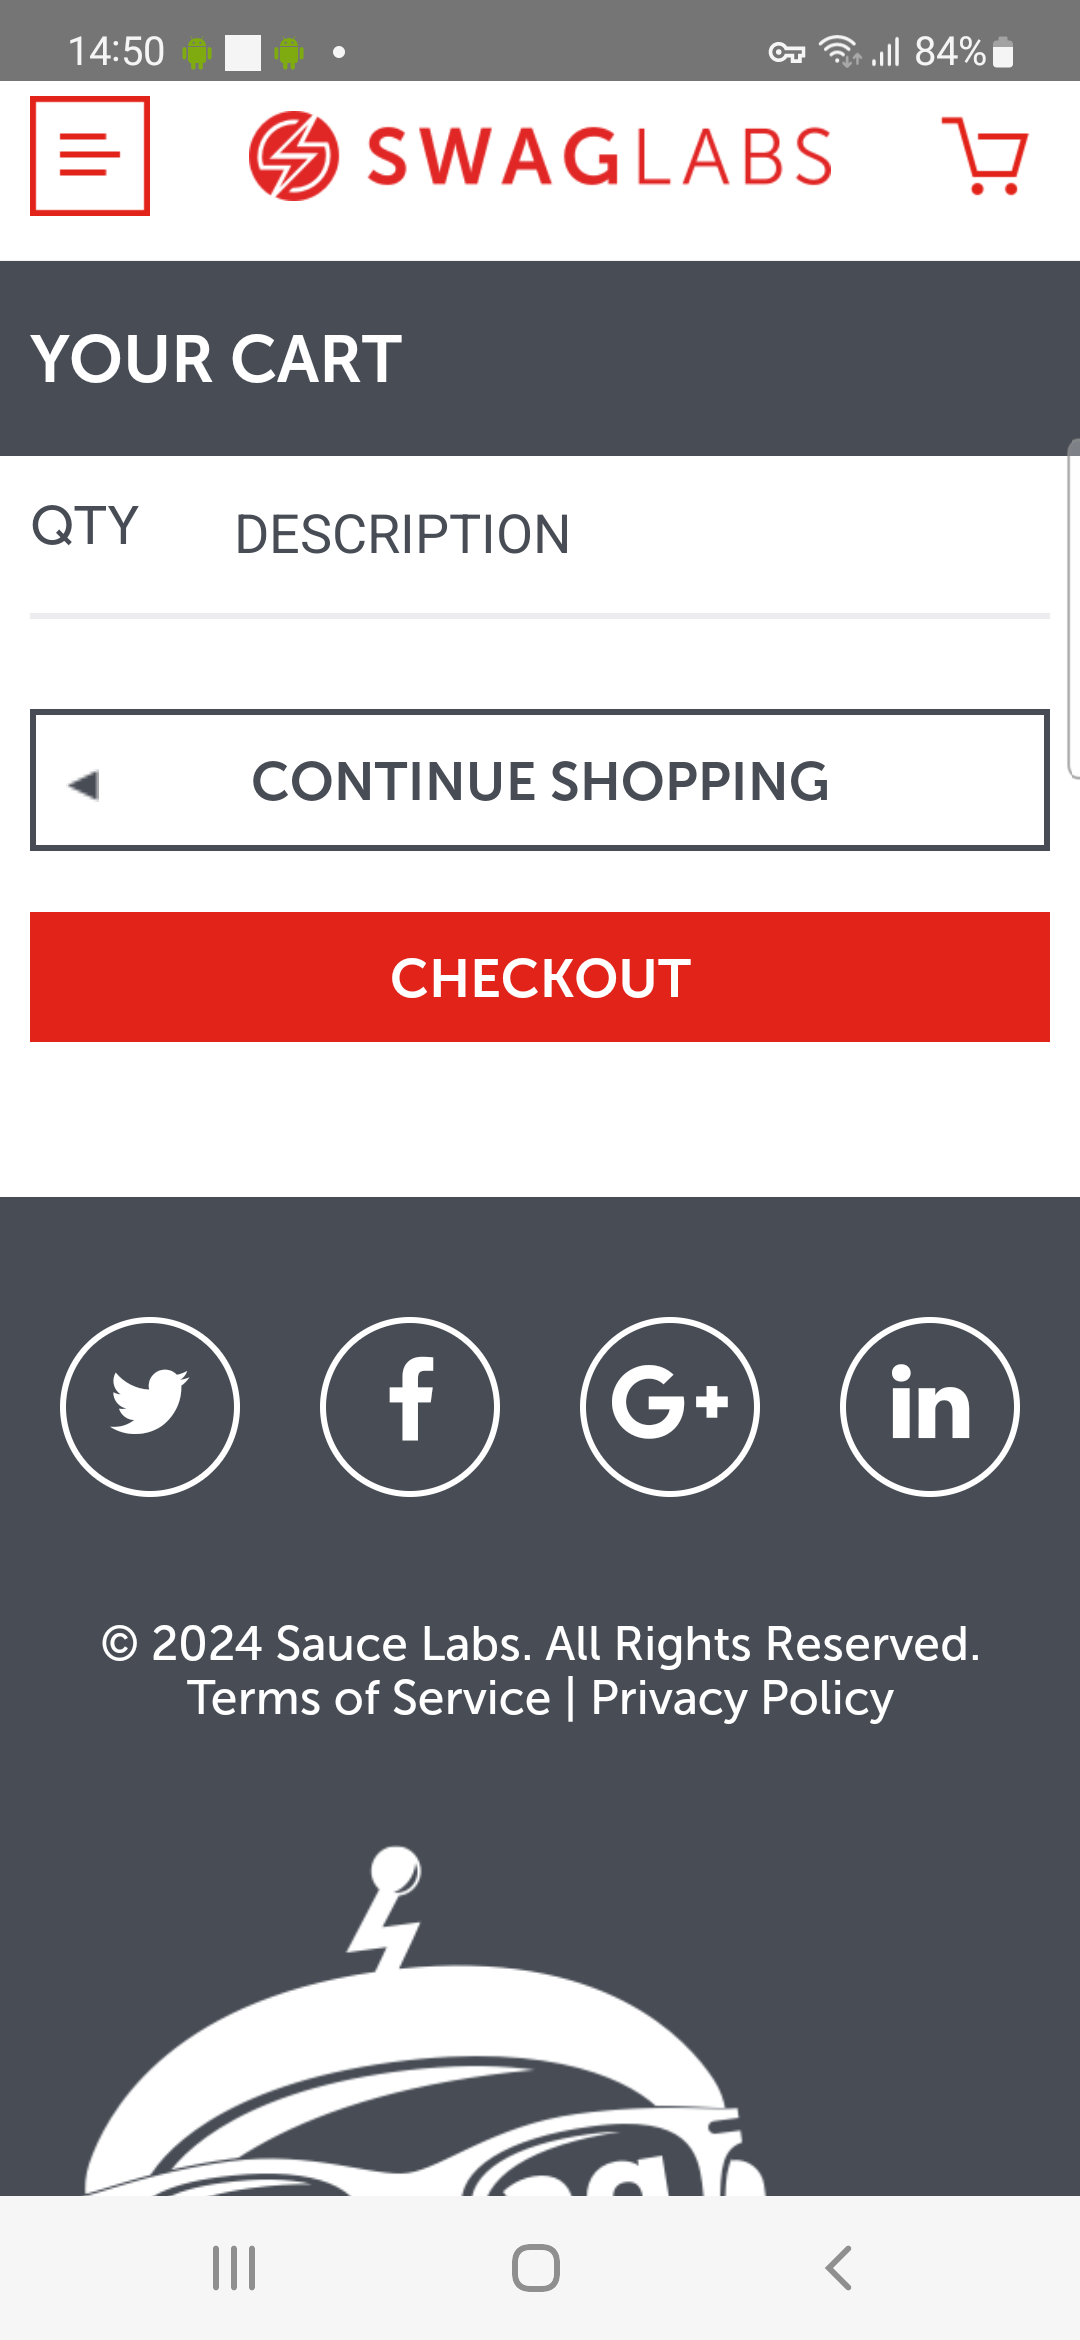 14:50
84%
SWAGLABS
YOUR CART
QTY
DESCRIPTION
CONTINUE SHOPPING
CHECKOUT
f
G+
in
© 2024 Sauce Labs. All Rights Reserved.
Terms of Service | Privacy Policy